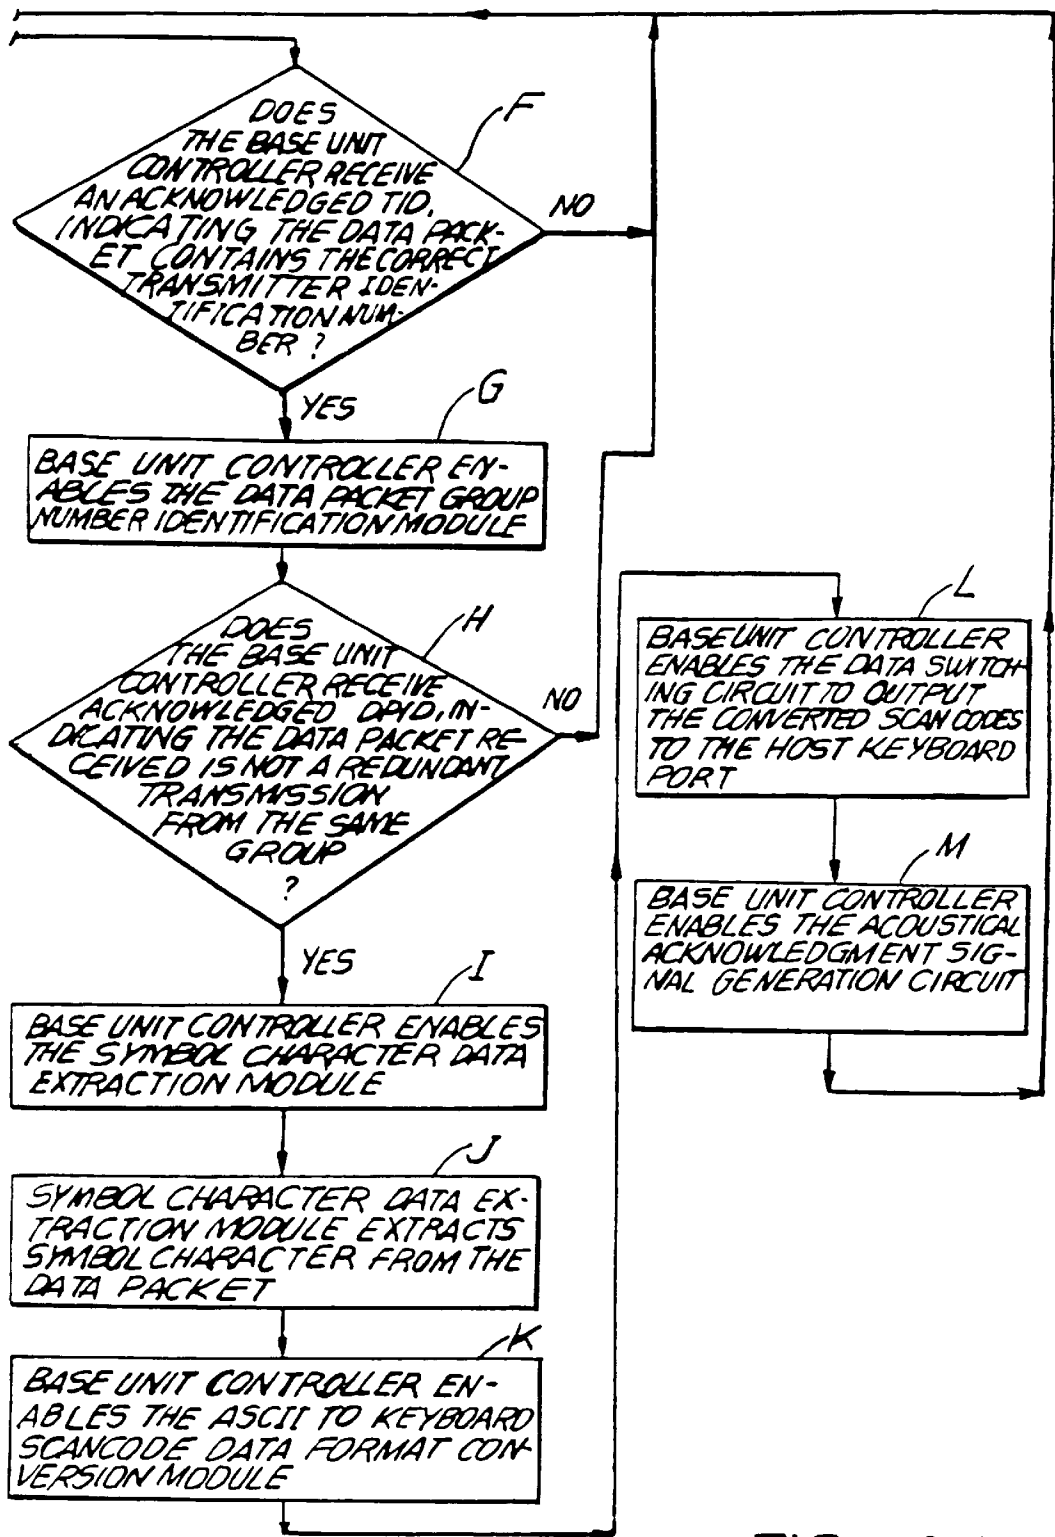 F
DOES
THE BASE UNIT
CONTROLLER RECEIVE
AN ACKNOWLEDGED TID,
INDICATING THE DATA PACK-
ET CONTAINS THE CORRECT
TRANSMITTER IDEN-
TIFICATION NUM-
BER ?
NO
YES
G
BASE UNIT CONTROLLER EN-
ABLES THE DATA PACKET GROUP
NUMBER IDENTIFICATION MODULE
H
DOES
THE BASE UNIT
CONTROLLER RECEIVE
ACKNOWLEDGED DPID, IN-
DICATING THE DATA PACKET RE-
CEIVED IS NOT A REDUNDANT
TRANSMISSION
FROM THE SAME
GROUP
?
NO
YES
I
BASE UNIT CONTROLLER ENABLES
THE SYMBOL CHARACTER DATA
EXTRACTION MODULE
J
SYMBOL CHARACTER DATA EX-
TRACTION MODULE EXTRACTS
SYMBOL CHARACTER FROM THE
DATA PACKET
K
BASE UNIT CONTROLLER EN-
ABLES THE ASCII TO KEYBOARD
SCANCODE DATA FORMAT CON-
VERSION MODULE
L
BASE UNIT CONTROLLER
ENABLES THE DATA SWITCH-
ING CIRCUIT TO OUTPUT
THE CONVERTED SCAN CODES
TO THE HOST KEYBOARD
PORT
M
BASE UNIT CONTROLLER
ENABLES THE ACOUSTICAL
ACKNOWLEDGMENT SIG-
NAL GENERATION CIRCUIT